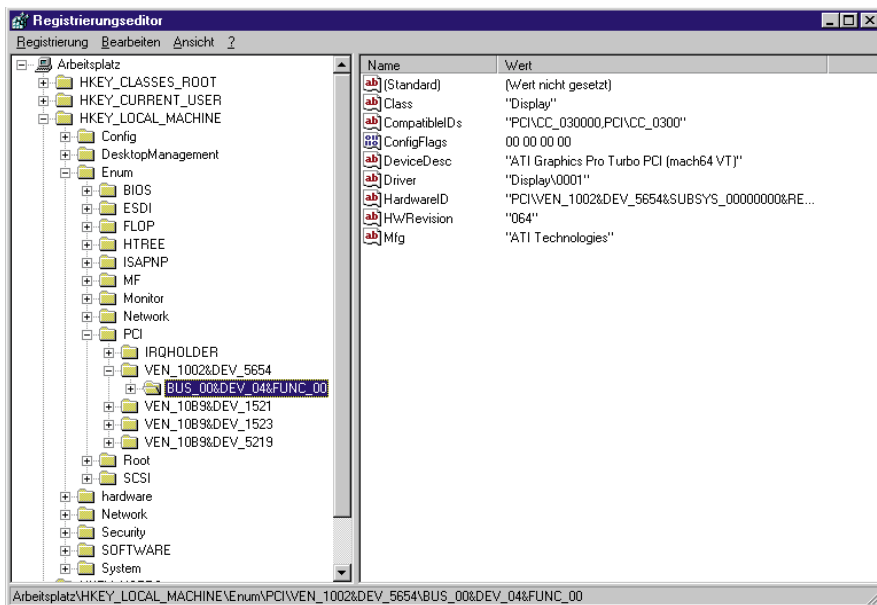 Registrierungseditor
Registrierung Bearbeiten Ansicht ?
Arbeitsplatz
HKEY_CLASSES_ROOT
HKEY_CURRENT_USER
HKEY_LOCAL_MACHINE
Config
DesktopManagement
Enum
BIOS
ESDI
FLOP
HTREE
ISAPNP
MF
Monitor
Network
PCI
IRQHOLDER
VEN_1002&DEV_5654
BUS_00&DEV_04&FUNC_00
VEN_10B9&DEV_1521
VEN_10B9&DEV_1523
VEN_10B9&DEV_5219
Root
SCSI
hardware
Network
Security
SOFTWARE
System
Name Wert
(Standard) (Wert nicht gesetzt)
Class "Display"
CompatibleIDs "PCI\CC_030000,PCI\CC_0300"
ConfigFlags 00 00 00 00
DeviceDesc "ATI Graphics Pro Turbo PCI (mach64 VT)"
Driver "Display\0001"
HardwareID "PCI\VEN_1002&DEV_5654&SUBSYS_00000000&RE...
HWRevision "064"
Mfg "ATI Technologies"
Arbeitsplatz\HKEY_LOCAL_MACHINE\Enum\PCI\VEN_1002&DEV_5654\BUS_00&DEV_04&FUNC_00